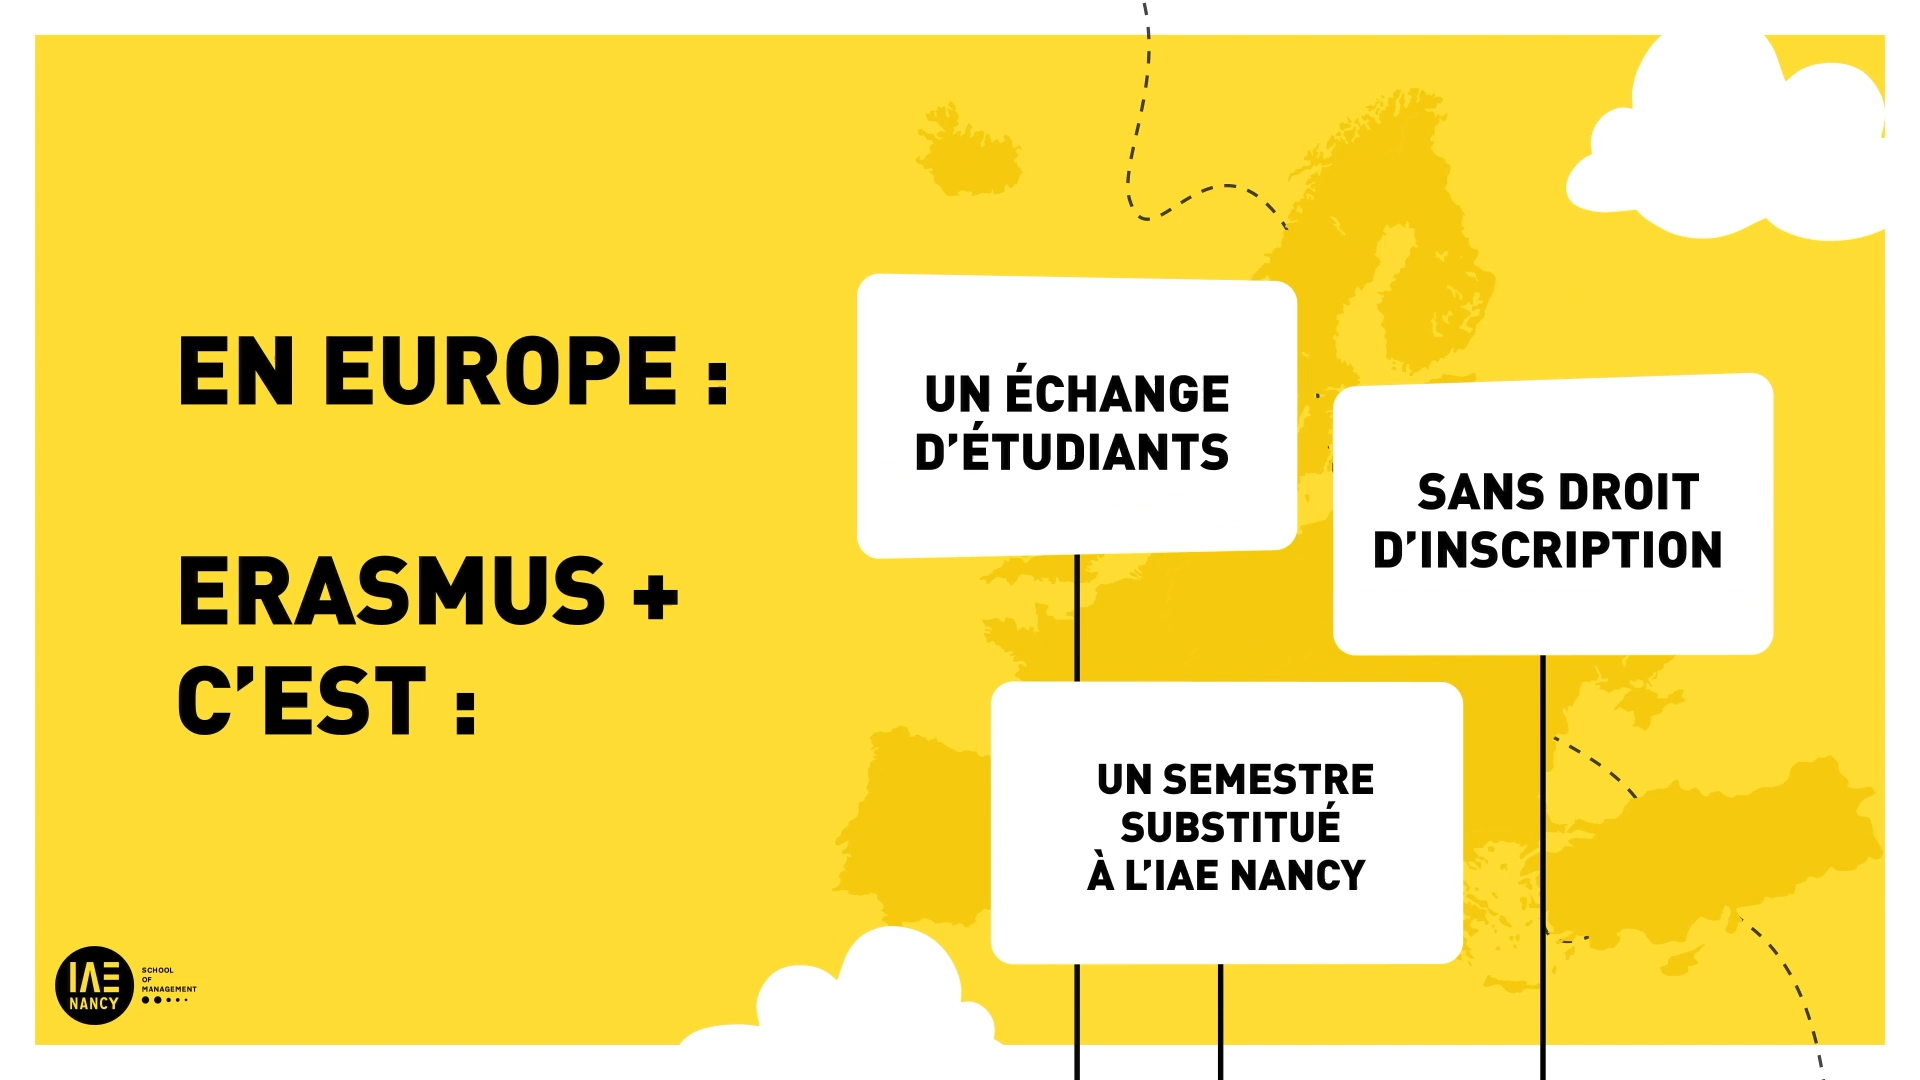 EN EUROPE :
ERASMUS +
C’EST :
UN ÉCHANGE
D’ÉTUDIANTS
SANS DROIT
D’INSCRIPTION
UN SEMESTRE
SUBSTITUÉ
À L’IAE NANCY
IAE
NANCY
SCHOOL
OF
MANAGEMENT